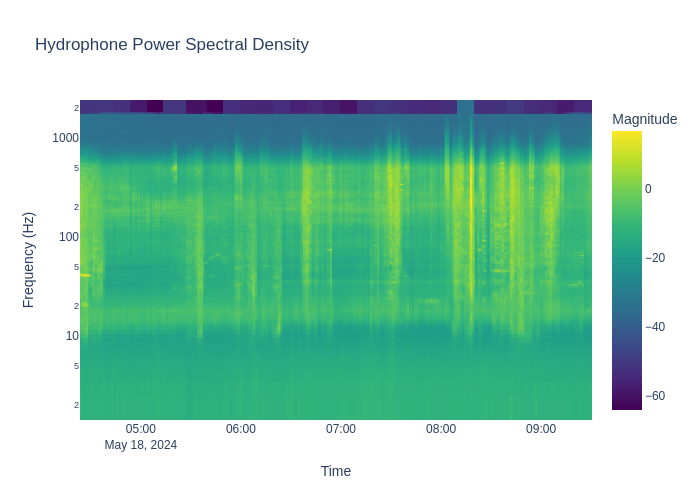 Hydrophone Power Spectral Density
Magnitude
0
−20
−40
−60
Frequency (Hz)
2
1000
5
2
100
5
2
10
5
2
05:00 06:00 07:00 08:00 09:00
May 18, 2024
Time